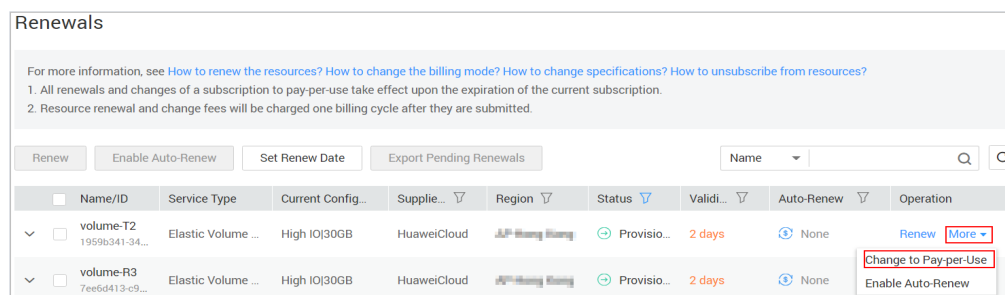 Renewals
For more information, see How to renew the resources? How to change the billing mode? How to change specifications? How to unsubscribe from resources?
1. All renewals and changes of a subscription to pay-per-use take effect upon the expiration of the current subscription.
2. Resource renewal and change fees will be charged one billing cycle after they are submitted.
Renew Enable Auto-Renew Set Renew Date Export Pending Renewals Name
Name/ID Service Type Current Config... Supplie... Region Status Validi... Auto-Renew Operation
volume-T2 Elastic Volume ... High IO|30GB HuaweiCloud Provisio... 2 days None Renew More
1959b341-34...
Change to Pay-per-Use
volume-R3 Elastic Volume ... High IO|30GB HuaweiCloud Provisio... 2 days None
7ee6d413-c9...
Enable Auto-Renew